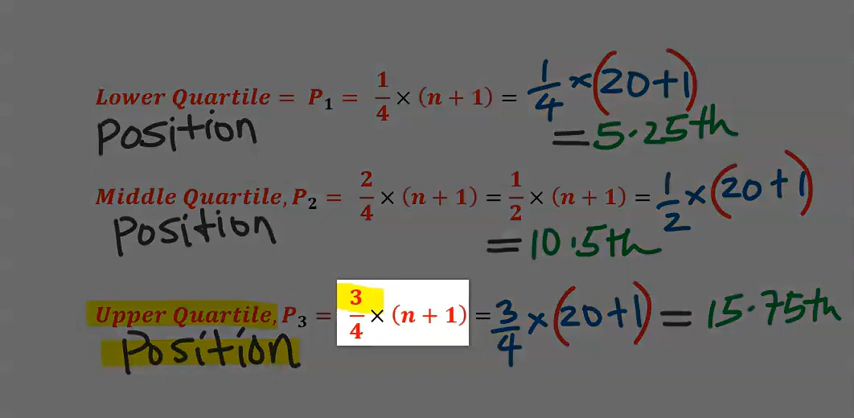 Lower Quartile = P₁ = 1/4 × (n + 1) = 1/4 × (20+1)
Position = 5.25th
Middle Quartile, P₂ = 2/4 × (n + 1) = 1/2 × (n + 1) = 1/2 × (20+1)
Position = 10.5th
Upper Quartile, P₃ = 3/4 × (n + 1) = 3/4 × (20+1) = 15.75th
Position